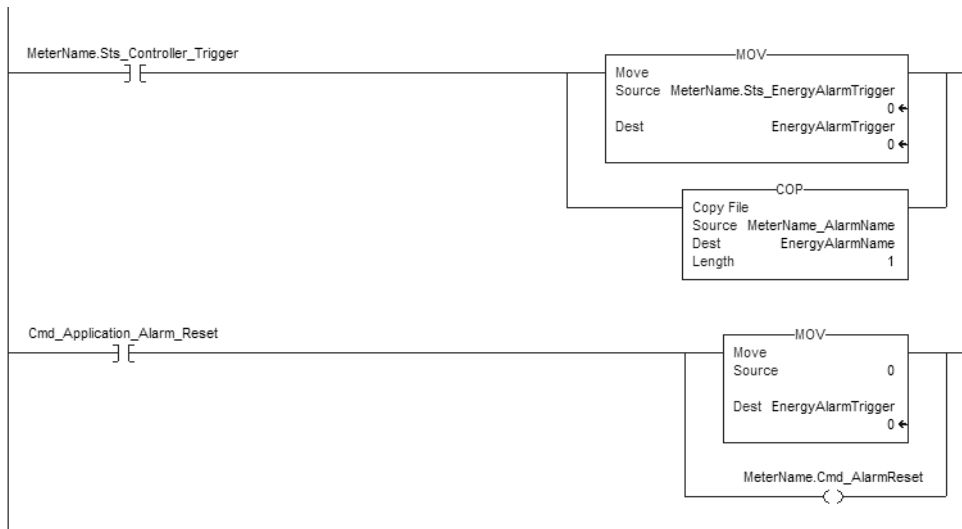 MeterName.Sts_Controller_Trigger
MOV
Move
Source MeterName.Sts_EnergyAlarmTrigger
0
Dest EnergyAlarmTrigger
0
COP
Copy File
Source MeterName_AlarmName
Dest EnergyAlarmName
Length 1
Cmd_Application_Alarm_Reset
MOV
Move
Source 0
Dest EnergyAlarmTrigger
0
MeterName.Cmd_AlarmReset